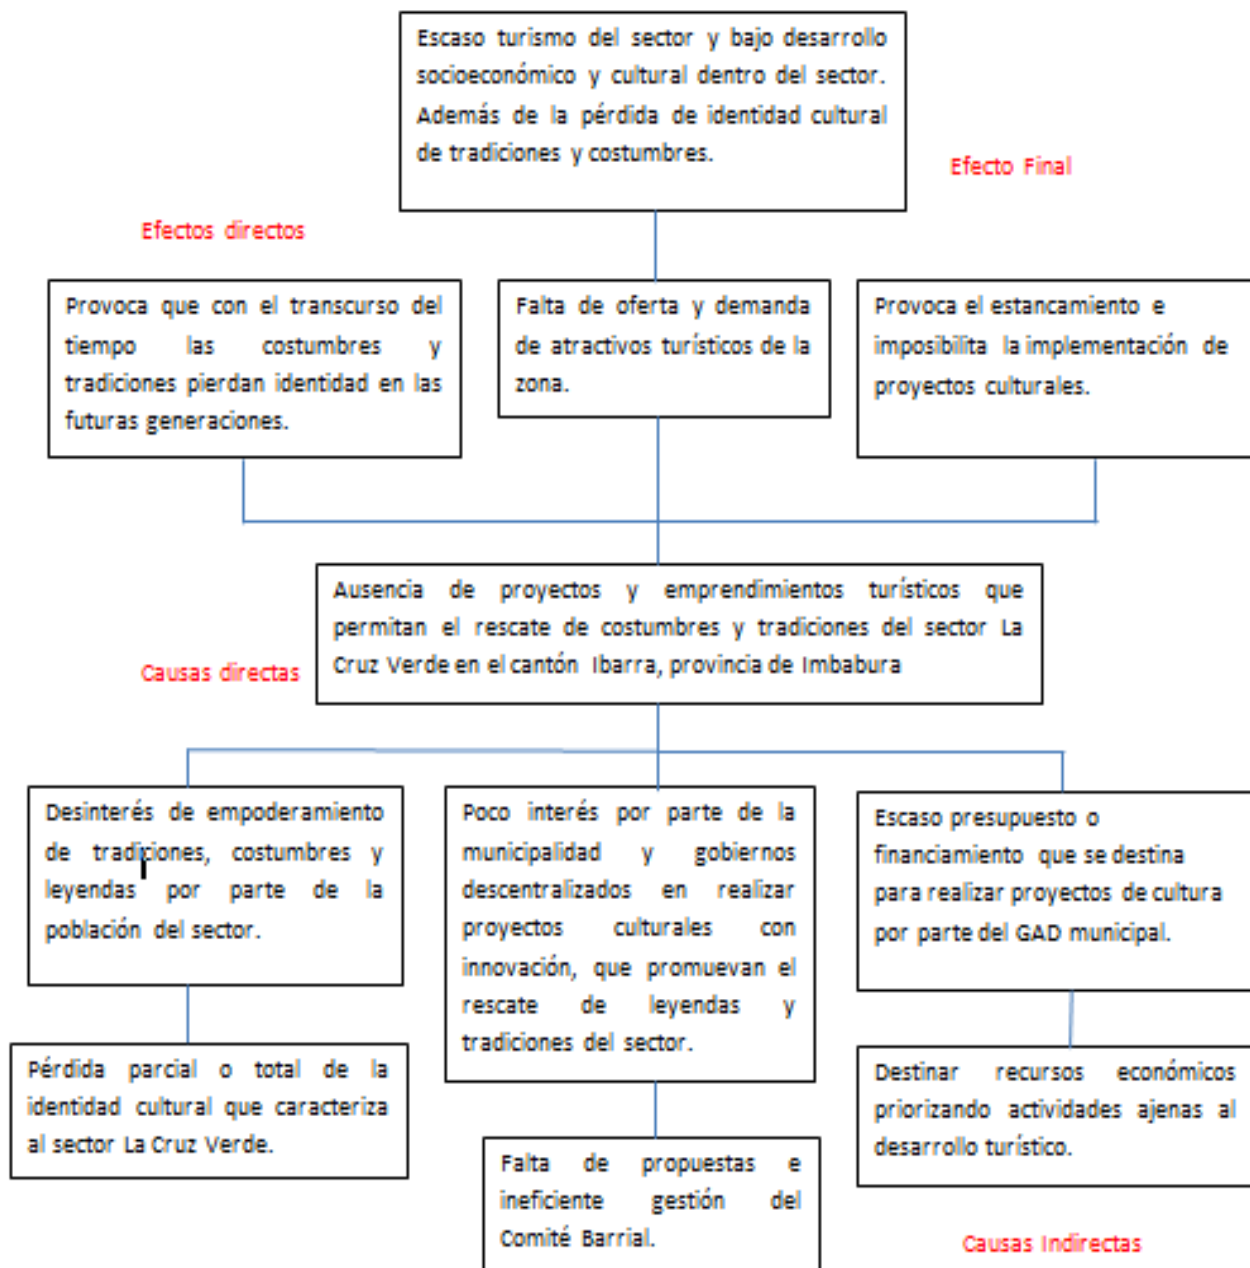 Escaso turismo del sector y bajo desarrollo
socioeconómico y cultural dentro del sector.
Además de la pérdida de identidad cultural
de tradiciones y costumbres.
Efecto Final
Efectos directos
Provoca que con el transcurso del
tiempo las costumbres y
tradiciones pierdan identidad en las
futuras generaciones.
Falta de oferta y demanda
de atractivos turísticos de la
zona.
Provoca el estancamiento e
imposibilita la implementación de
proyectos culturales.
Ausencia de proyectos y emprendimientos turísticos que
permitan el rescate de costumbres y tradiciones del sector La
Cruz Verde en el cantón Ibarra, provincia de Imbabura
Causas directas
Desinterés de empoderamiento
de tradiciones, costumbres y
leyendas por parte de la
población del sector.
Poco interés por parte de la
municipalidad y gobiernos
descentralizados en realizar
proyectos culturales con
innovación, que promuevan el
rescate de leyendas y
tradiciones del sector.
Escaso presupuesto o
financiamiento que se destina
para realizar proyectos de cultura
por parte del GAD municipal.
Pérdida parcial o total de la
identidad cultural que caracteriza
al sector La Cruz Verde.
Falta de propuestas e
ineficiente gestión del
Comité Barrial.
Destinar recursos económicos
priorizando actividades ajenas al
desarrollo turístico.
Causas Indirectas